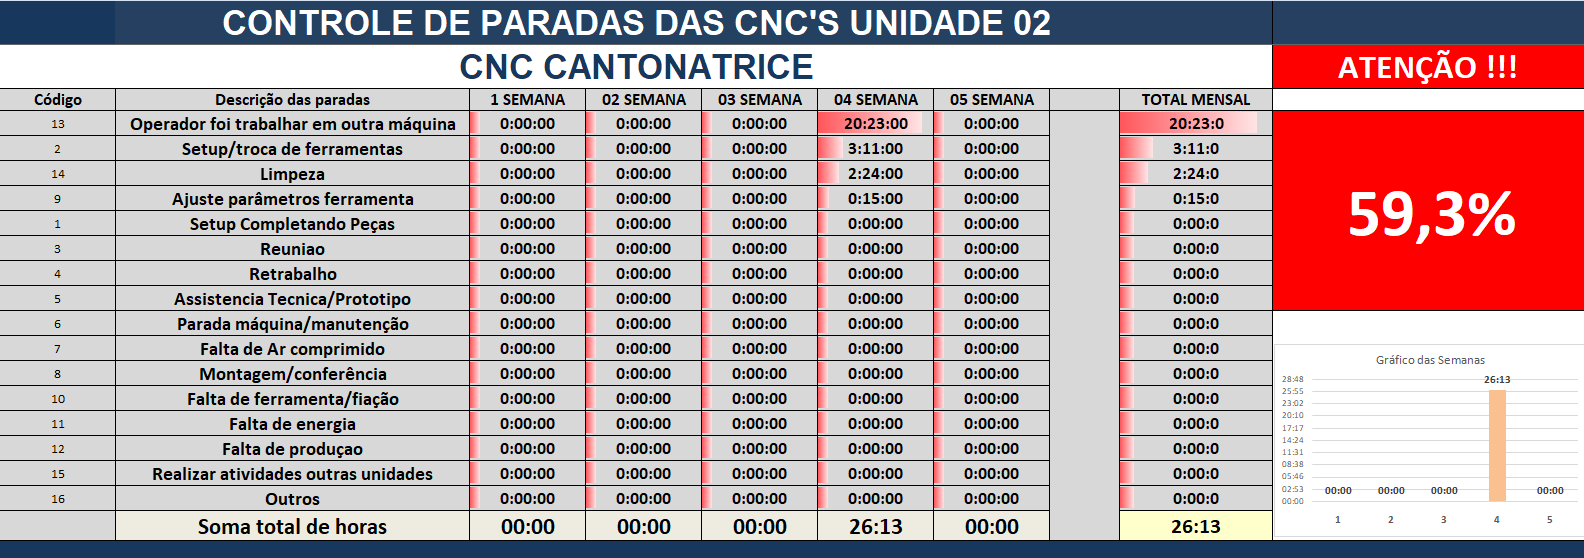 CONTROLE DE PARADAS DAS CNC'S UNIDADE 02
CNC CANTONATRICE
ATENÇÃO !!!
Código Descrição das paradas 1 SEMANA 02 SEMANA 03 SEMANA 04 SEMANA 05 SEMANA TOTAL MENSAL
13 Operador foi trabalhar em outra máquina 0:00:00 0:00:00 0:00:00 20:23:00 0:00:00 20:23:0
2 Setup/troca de ferramentas 0:00:00 0:00:00 0:00:00 3:11:00 0:00:00 3:11:0
14 Limpeza 0:00:00 0:00:00 0:00:00 2:24:00 0:00:00 2:24:0
9 Ajuste parâmetros ferramenta 0:00:00 0:00:00 0:00:00 0:15:00 0:00:00 0:15:0
1 Setup Completando Peças 0:00:00 0:00:00 0:00:00 0:00:00 0:00:00 0:00:0
3 Reuniao 0:00:00 0:00:00 0:00:00 0:00:00 0:00:00 0:00:0
4 Retrabalho 0:00:00 0:00:00 0:00:00 0:00:00 0:00:00 0:00:0
5 Assistencia Tecnica/Prototipo 0:00:00 0:00:00 0:00:00 0:00:00 0:00:00 0:00:0
6 Parada máquina/manutenção 0:00:00 0:00:00 0:00:00 0:00:00 0:00:00 0:00:0
7 Falta de Ar comprimido 0:00:00 0:00:00 0:00:00 0:00:00 0:00:00 0:00:0
8 Montagem/conferência 0:00:00 0:00:00 0:00:00 0:00:00 0:00:00 0:00:0
10 Falta de ferramenta/fiação 0:00:00 0:00:00 0:00:00 0:00:00 0:00:00 0:00:0
11 Falta de energia 0:00:00 0:00:00 0:00:00 0:00:00 0:00:00 0:00:0
12 Falta de produçao 0:00:00 0:00:00 0:00:00 0:00:00 0:00:00 0:00:0
15 Realizar atividades outras unidades 0:00:00 0:00:00 0:00:00 0:00:00 0:00:00 0:00:0
16 Outros 0:00:00 0:00:00 0:00:00 0:00:00 0:00:00 0:00:0
Soma total de horas 00:00 00:00 00:00 26:13 00:00 26:13
59,3%
Gráfico das Semanas
28:48
25:55
23:02
20:10
17:17
14:24
11:31
08:38
05:46
02:53
00:00
00:00 00:00 00:00 26:13 00:00
1 2 3 4 5